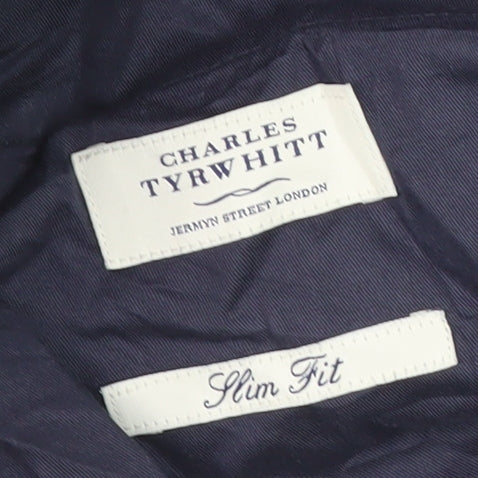 CHARLES
TYRWHITT
JERMYN STREET LONDON
Slim Fit